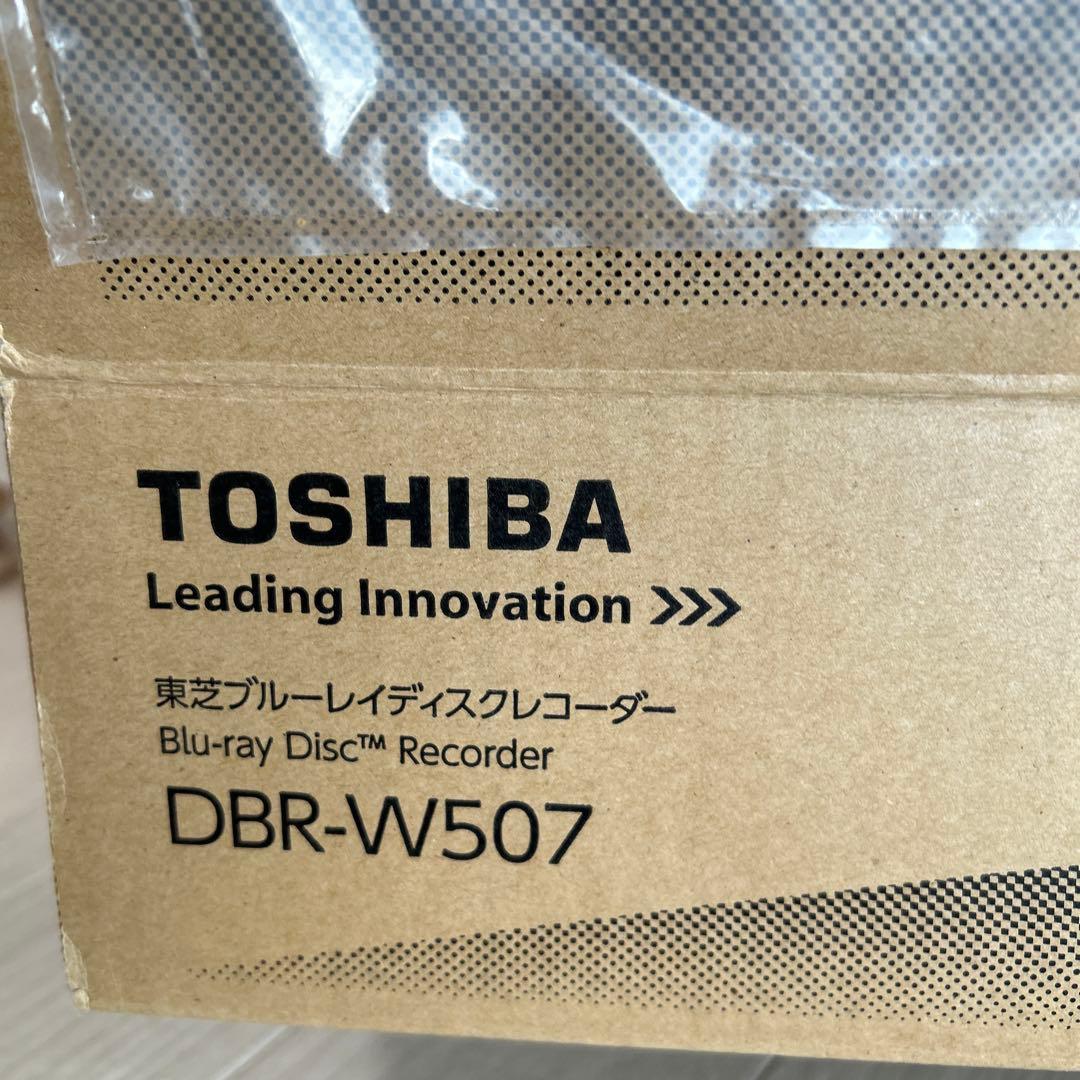 TOSHIBA
Leading Innovation >>>
東芝ブルーレイディスクレコーダー
Blu-ray Disc™ Recorder
DBR-W507